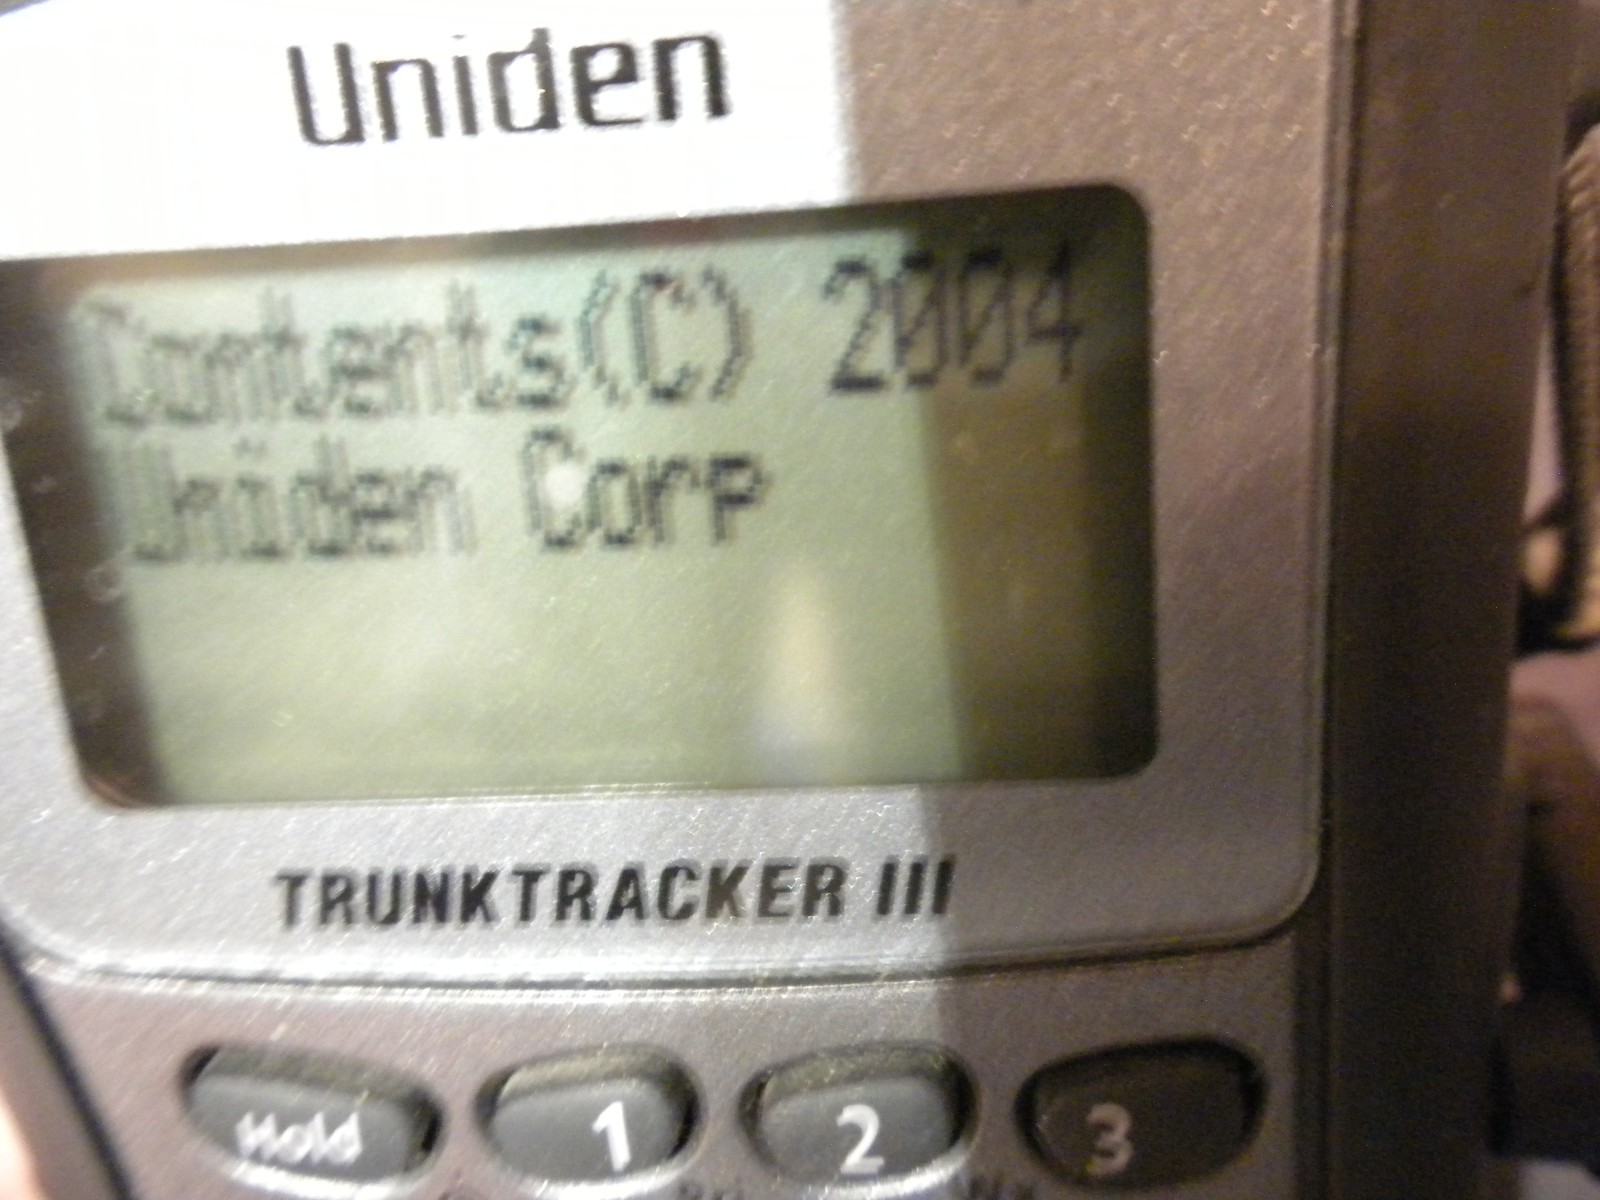 Uniden
Contents(C) 2004
Uniden Corp
TRUNKTRACKER III
Hold 1 2 3